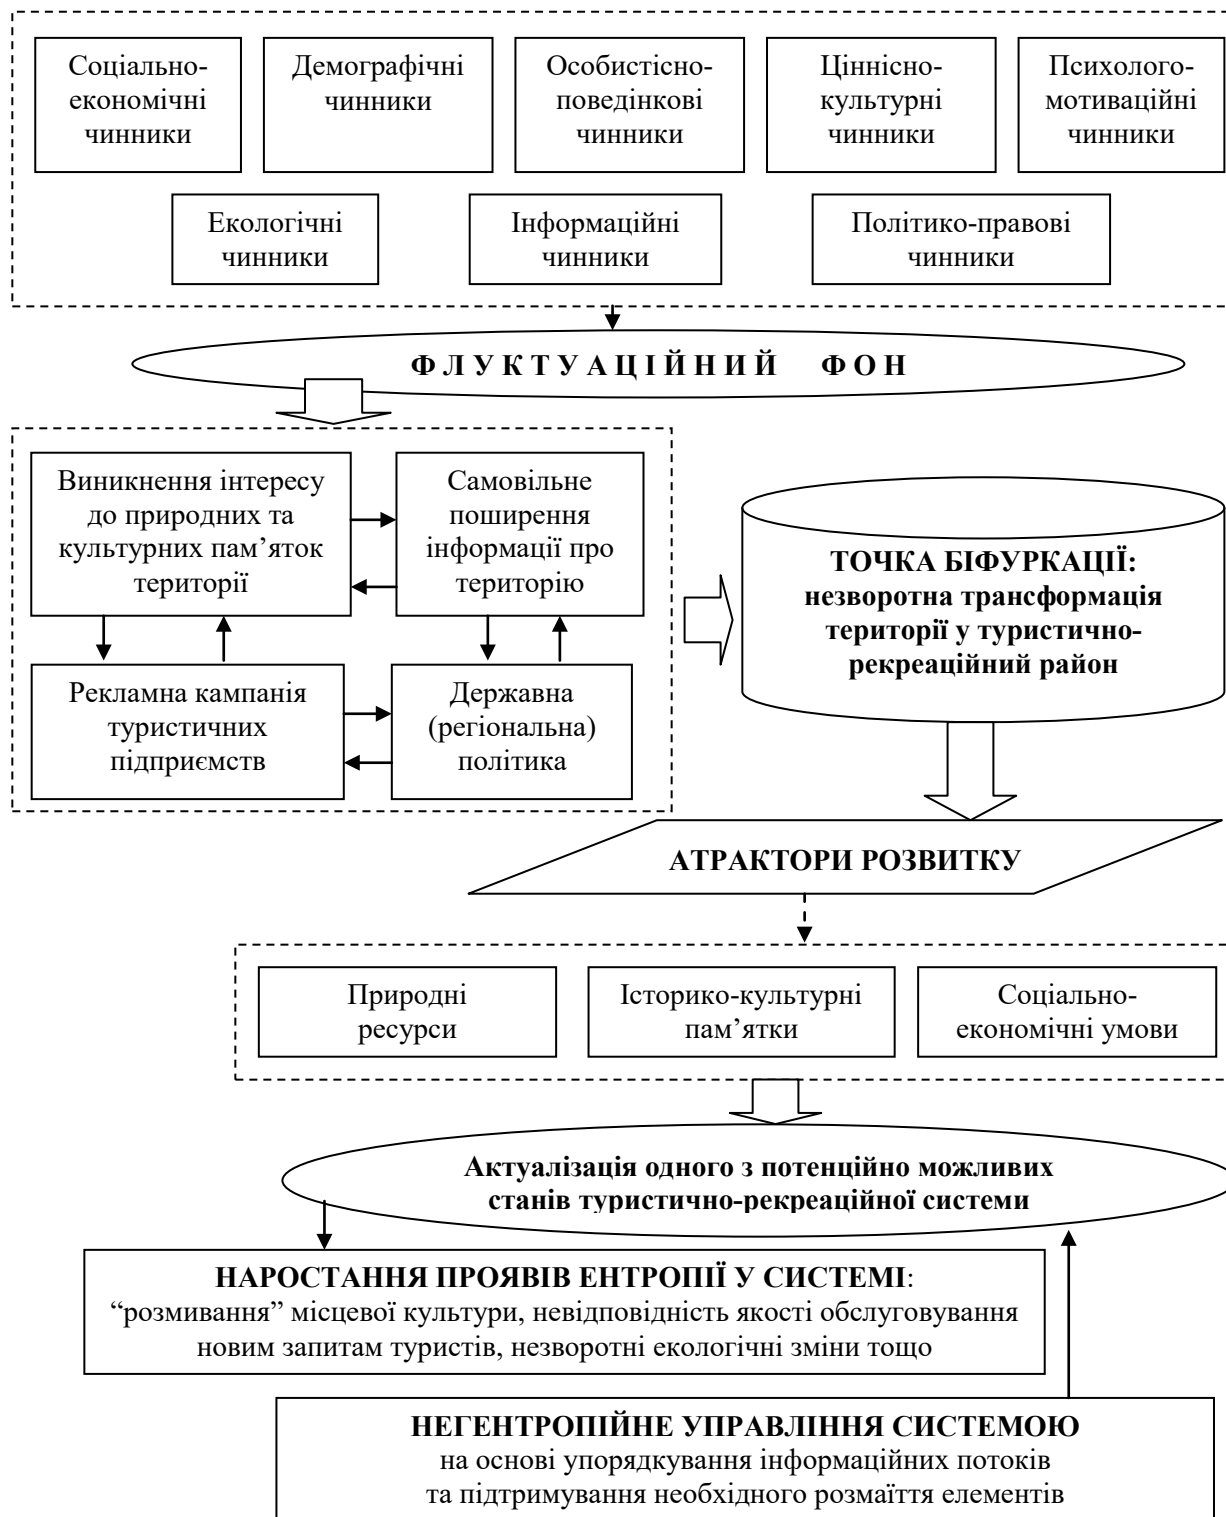 Соціально-
економічні
чинники
Демографічні
чинники
Особистісно-
поведінкові
чинники
Ціннісно-
культурні
чинники
Психолого-
мотиваційні
чинники
Екологічні
чинники
Інформаційні
чинники
Політико-правові
чинники
Ф Л У К Т У А Ц І Й Н И Й Ф О Н
Виникнення інтересу
до природних та
культурних пам’яток
території
Самовільне
поширення
інформації про
територію
Рекламна кампанія
туристичних
підприємств
Державна
(регіональна)
політика
ТОЧКА БІФУРКАЦІЇ:
незворотна трансформація
території у туристично-
рекреаційний район
АТРАКТОРИ РОЗВИТКУ
Природні
ресурси
Історико-культурні
пам’ятки
Соціально-
економічні умови
Актуалізація одного з потенційно можливих
станів туристично-рекреаційної системи
НАРОСТАННЯ ПРОЯВІВ ЕНТРОПІЇ У СИСТЕМІ:
“розмивання” місцевої культури, невідповідність якості обслуговування
новим запитам туристів, незворотні екологічні зміни тощо
НЕГЕНТРОПІЙНЕ УПРАВЛІННЯ СИСТЕМОЮ
на основі упорядкування інформаційних потоків
та підтримування необхідного розмаїття елементів